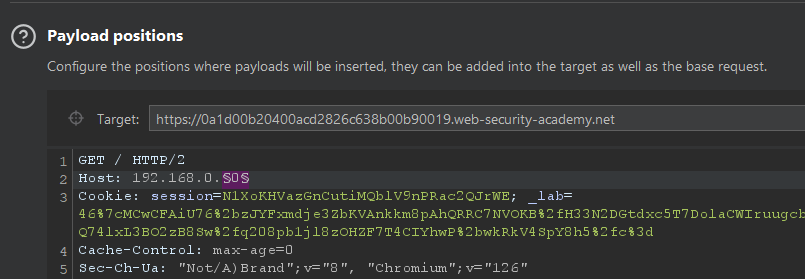 Payload positions
Configure the positions where payloads will be inserted, they can be added into the target as well as the base request.
Target: https://0a1d00b20400acd2826c638b00b90019.web-security-academy.net
1 GET / HTTP/2
2 Host: 192.168.0.§0§
3 Cookie: session=N1XoKHVazGnCutiMQblV9nPRac2QJrWE; _lab=
46%7cMCwCFAiU76%2bzJYFxmdje3ZbKVAnkkm8pAhQRRC7NVOKB%2fH33N2DGtdxc5T7DolaCWIruugcb
Q74lxL3BO2zB8Sw%2fq208pb1jl8zOHZF7T4CIYhwP%2bwkRkV4SpY8h5%2fc%3d
4 Cache-Control: max-age=0
5 Sec-Ch-Ua: "Not/A)Brand";v="8", "Chromium";v="126"